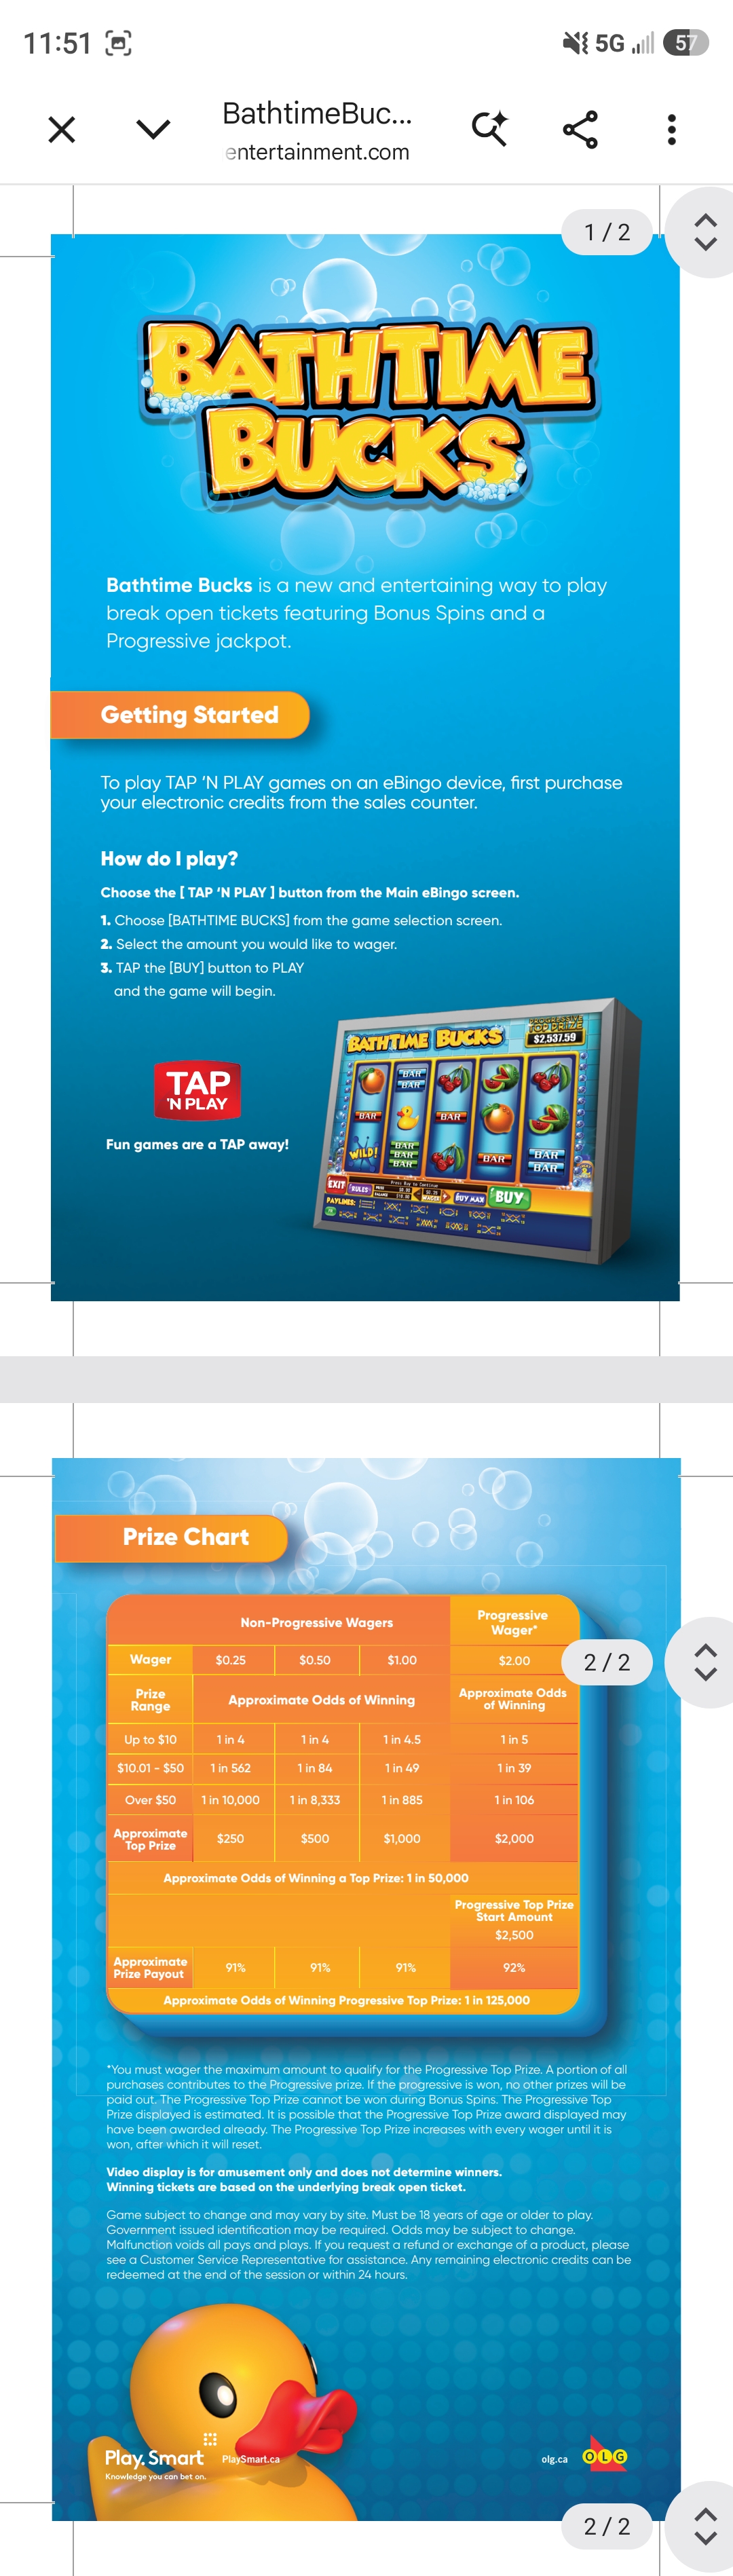 11:51
5G
57
BathtimeBuc...
entertainment.com
1 / 2
BATHTIME
BUCKS
Bathtime Bucks is a new and entertaining way to play
break open tickets featuring Bonus Spins and a
Progressive jackpot.
Getting Started
To play TAP ‘N PLAY games on an eBingo device, first purchase
your electronic credits from the sales counter.
How do I play?
Choose the [ TAP ‘N PLAY ] button from the Main eBingo screen.
1. Choose [BATHTIME BUCKS] from the game selection screen.
2. Select the amount you would like to wager.
3. TAP the [BUY] button to PLAY
and the game will begin.
TAP
'N PLAY
Fun games are a TAP away!
BATHTIME BUCKS
PROGRESSIVE
TOP PRIZE
$2,537.59
BAR
BAR
BAR
BAR
BAR
WILD!
BAR
BAR
BAR
BAR
BAR
BAR
EXIT
RULES
Press Buy to Continue
BALANCE
WAGER
BUY MAX
BUY
PAYLINES:
Prize Chart
Non-Progressive Wagers
Progressive
Wager*
Wager $0.25 $0.50 $1.00 $2.00
2 / 2
Prize
Range
Approximate Odds of Winning
Approximate Odds
of Winning
Up to $10 1 in 4 1 in 4 1 in 4.5 1 in 5
$10.01 - $50 1 in 562 1 in 84 1 in 49 1 in 39
Over $50 1 in 10,000 1 in 8,333 1 in 885 1 in 106
Approximate
Top Prize
$250 $500 $1,000 $2,000
Approximate Odds of Winning a Top Prize: 1 in 50,000
Progressive Top Prize
Start Amount
$2,500
Approximate
Prize Payout
91% 91% 91% 92%
Approximate Odds of Winning Progressive Top Prize: 1 in 125,000
*You must wager the maximum amount to qualify for the Progressive Top Prize. A portion of all
purchases contributes to the Progressive prize. If the progressive is won, no other prizes will be
paid out. The Progressive Top Prize cannot be won during Bonus Spins. The Progressive Top
Prize displayed is estimated. It is possible that the Progressive Top Prize award displayed may
have been awarded already. The Progressive Top Prize increases with every wager until it is
won, after which it will reset.
Video display is for amusement only and does not determine winners.
Winning tickets are based on the underlying break open ticket.
Game subject to change and may vary by site. Must be 18 years of age or older to play.
Government issued identification may be required. Odds may be subject to change.
Malfunction voids all pays and plays. If you request a refund or exchange of a product, please
see a Customer Service Representative for assistance. Any remaining electronic credits can be
redeemed at the end of the session or within 24 hours.
Play. Smart
PlaySmart.ca
Knowledge you can bet on.
olg.ca
OLG
2 / 2